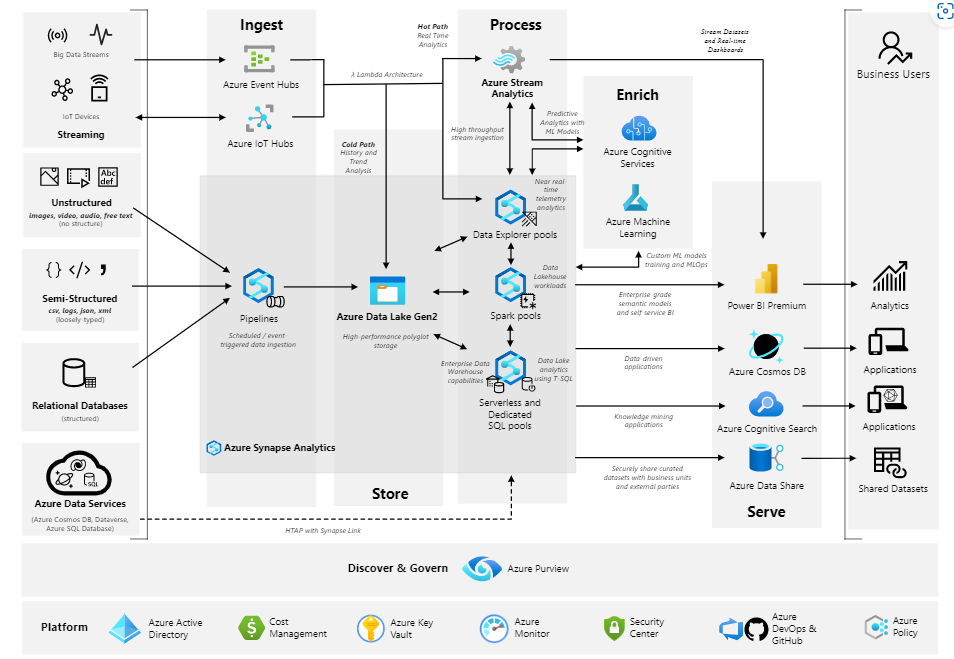 Big Data Streams
IoT Devices
Streaming
Unstructured
images, video, audio, free text
(no structure)
Abc
def
{ } </> ,
Semi-Structured
csv, logs, json, xml
(loosely-typed)
Relational Databases
(structured)
SQL
Azure Data Services
(Azure Cosmos DB, Dataverse,
Azure SQL Database)
Ingest
Azure Event Hubs
Azure IoT Hubs
λ Lambda Architecture
Hot Path
Real Time
Analytics
Cold Path
History and
Trend
Analysis
Pipelines
Scheduled / event-
triggered data ingestion
Azure Synapse Analytics
Azure Data Lake Gen2
High-performance polyglot
storage
Store
HTAP with Synapse Link
Process
Azure Stream
Analytics
High throughput
stream ingestion
Predictive
Analytics with
ML Models
Near real-
time
telemetry
analytics
Data Explorer pools
Data
Lakehouse
workloads
Spark pools
Enterprise Data
Warehouse
capabilities
Data Lake
analytics
using T-SQL
Serverless and
Dedicated
SQL pools
Enrich
Azure Cognitive
Services
Azure Machine
Learning
Custom ML models
training and MLOps
Stream Datasets
and Real-time
Dashboards
Enterprise-grade
semantic models
and self-service BI
Data-driven
applications
Knowledge mining
applications
Securely share curated
datasets with business units
and external parties
Power BI Premium
Azure Cosmos DB
Azure Cognitive Search
Azure Data Share
Serve
Business Users
Analytics
Applications
Applications
Shared Datasets
Discover & Govern
Azure Purview
Platform
Azure Active
Directory
Cost
Management
Azure Key
Vault
Azure
Monitor
Security
Center
Azure
DevOps &
GitHub
Azure
Policy